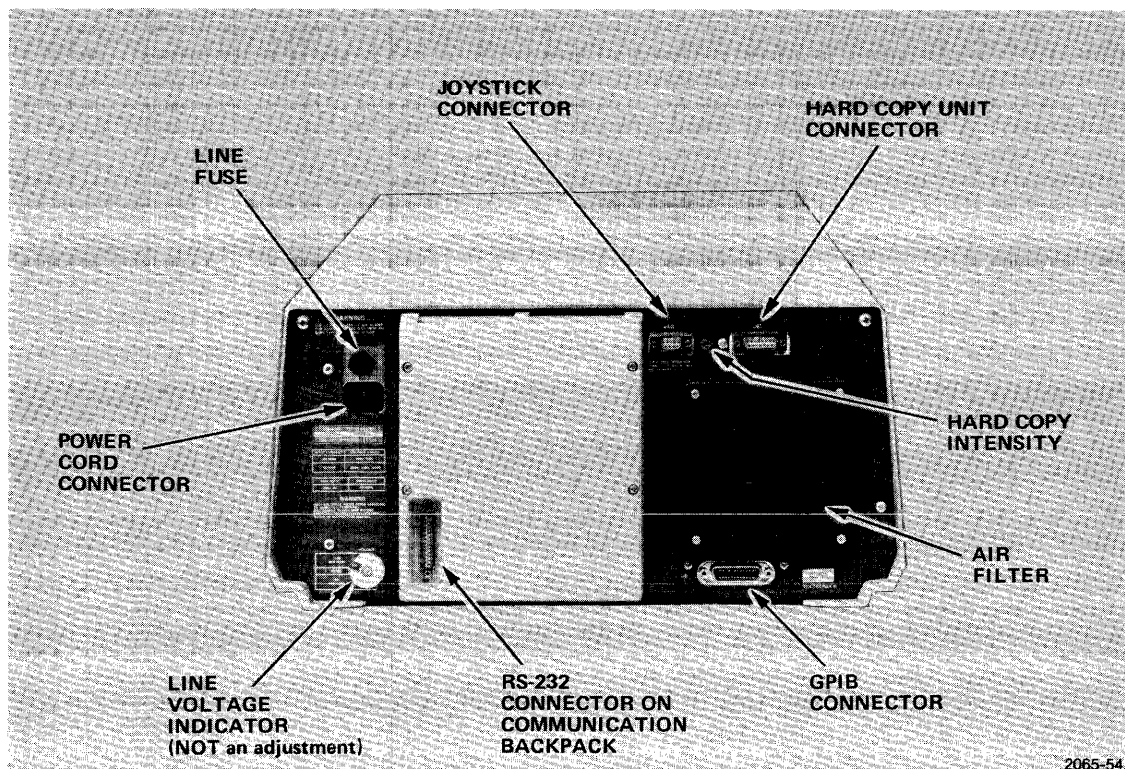 JOYSTICK
CONNECTOR
HARD COPY UNIT
CONNECTOR
LINE
FUSE
POWER
CORD
CONNECTOR
HARD COPY
INTENSITY
AIR
FILTER
LINE
VOLTAGE
INDICATOR
(NOT an adjustment)
RS-232
CONNECTOR ON
COMMUNICATION
BACKPACK
GPIB
CONNECTOR
2065-54